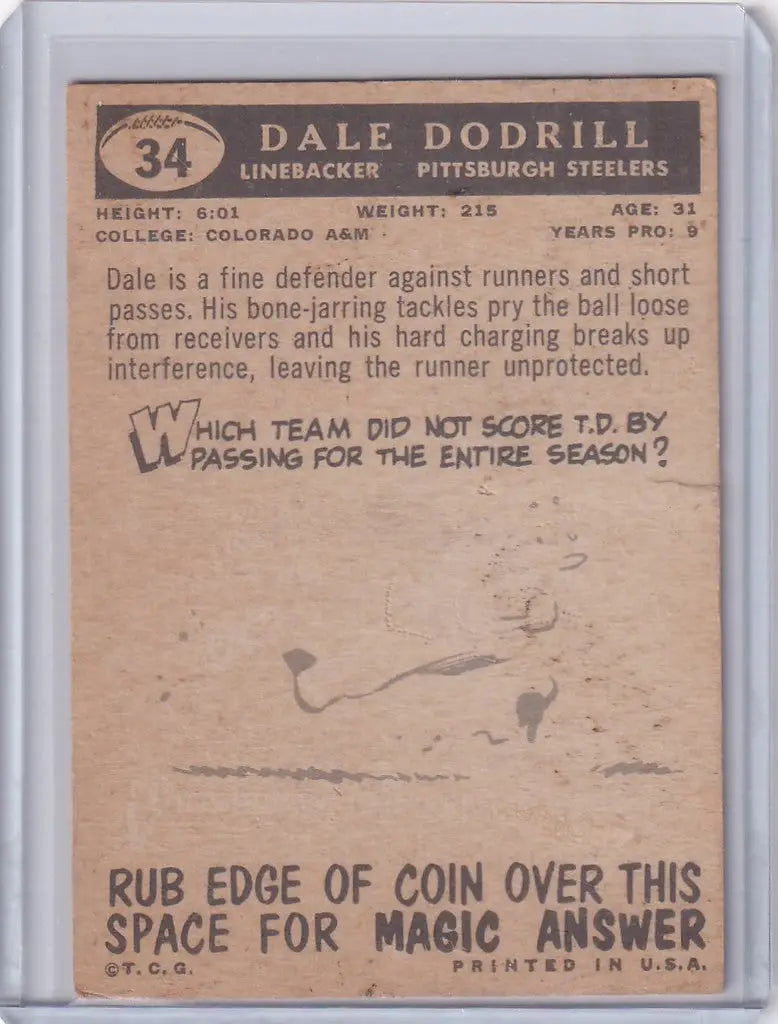 34
DALE DODRILL
LINEBACKER PITTSBURGH STEELERS
HEIGHT: 6:01 WEIGHT: 215 AGE: 31
COLLEGE: COLORADO A&M YEARS PRO: 9
Dale is a fine defender against runners and short
passes. His bone-jarring tackles pry the ball loose
from receivers and his hard charging breaks up
interference, leaving the runner unprotected.
WHICH TEAM DID NOT SCORE T.D. BY
PASSING FOR THE ENTIRE SEASON?
RUB EDGE OF COIN OVER THIS
SPACE FOR MAGIC ANSWER
©T.C.G. PRINTED IN U.S.A.